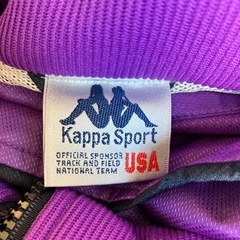 Kappa Sport
OFFICIAL SPONSOR
TRACK AND FIELD
NATIONAL TEAM
USA